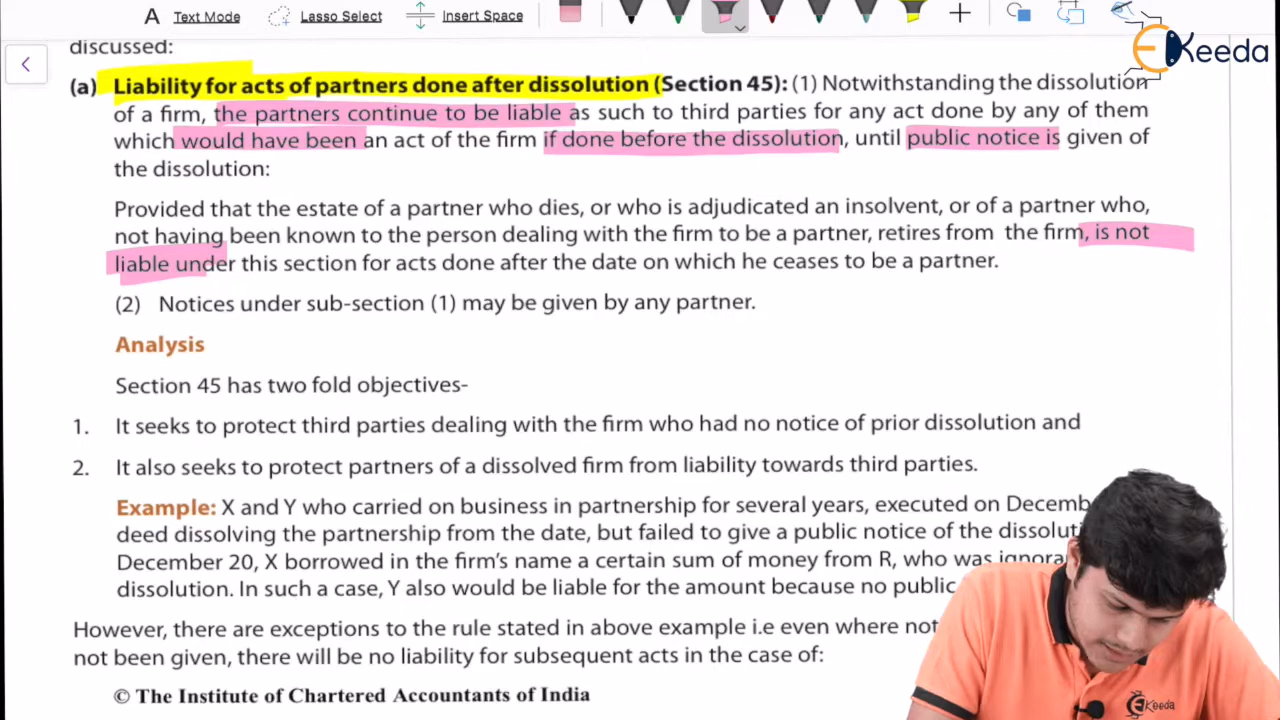 A Text Mode Lasso Select Insert Space
EKeeda
discussed:
(a) Liability for acts of partners done after dissolution (Section 45): (1) Notwithstanding the dissolution
of a firm, the partners continue to be liable as such to third parties for any act done by any of them
which would have been an act of the firm if done before the dissolution, until public notice is given of
the dissolution:
Provided that the estate of a partner who dies, or who is adjudicated an insolvent, or of a partner who,
not having been known to the person dealing with the firm to be a partner, retires from the firm, is not
liable under this section for acts done after the date on which he ceases to be a partner.
(2) Notices under sub-section (1) may be given by any partner.
Analysis
Section 45 has two fold objectives-
1. It seeks to protect third parties dealing with the firm who had no notice of prior dissolution and
2. It also seeks to protect partners of a dissolved firm from liability towards third parties.
Example: X and Y who carried on business in partnership for several years, executed on
deed dissolving the partnership from the date, but failed to give a public notice of the
December 20, X borrowed in the firm's name a certain sum of money from R, who was
dissolution. In such a case, Y also would be liable for the amount because no public
However, there are exceptions to the rule stated in above example i.e even where
not been given, there will be no liability for subsequent acts in the case of:
© The Institute of Chartered Accountants of India
EKeeda